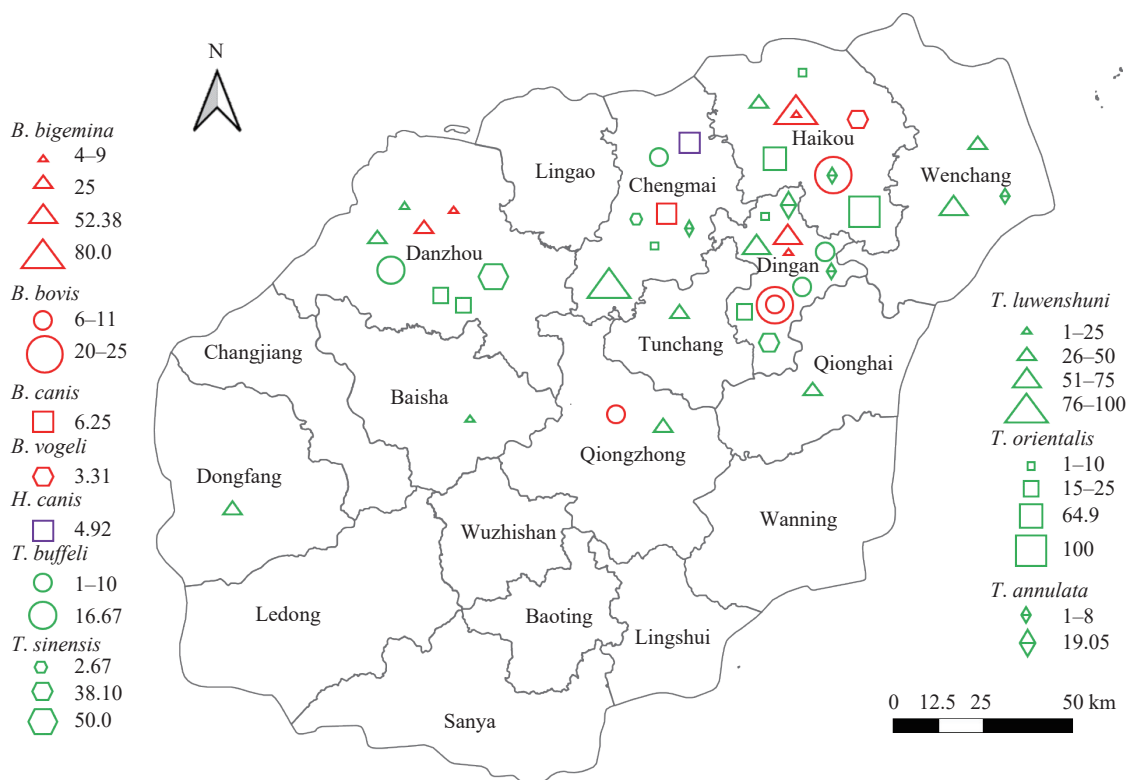 N
B. bigemina
4–9
25
52.38
80.0
B. bovis
6–11
20–25
B. canis
6.25
B. vogeli
3.31
H. canis
4.92
T. buffeli
1–10
16.67
T. sinensis
2.67
38.10
50.0
Haikou
Lingao
Chengmai
Wenchang
Danzhou
Dingan
Tunchang
Qionghai
Changjiang
Baisha
Qiongzhong
Dongfang
Wanning
Wuzhishan
Ledong
Baoting
Lingshui
Sanya
T. luwenshuni
1–25
26–50
51–75
76–100
T. orientalis
1–10
15–25
64.9
100
T. annulata
1–8
19.05
0 12.5 25 50 km